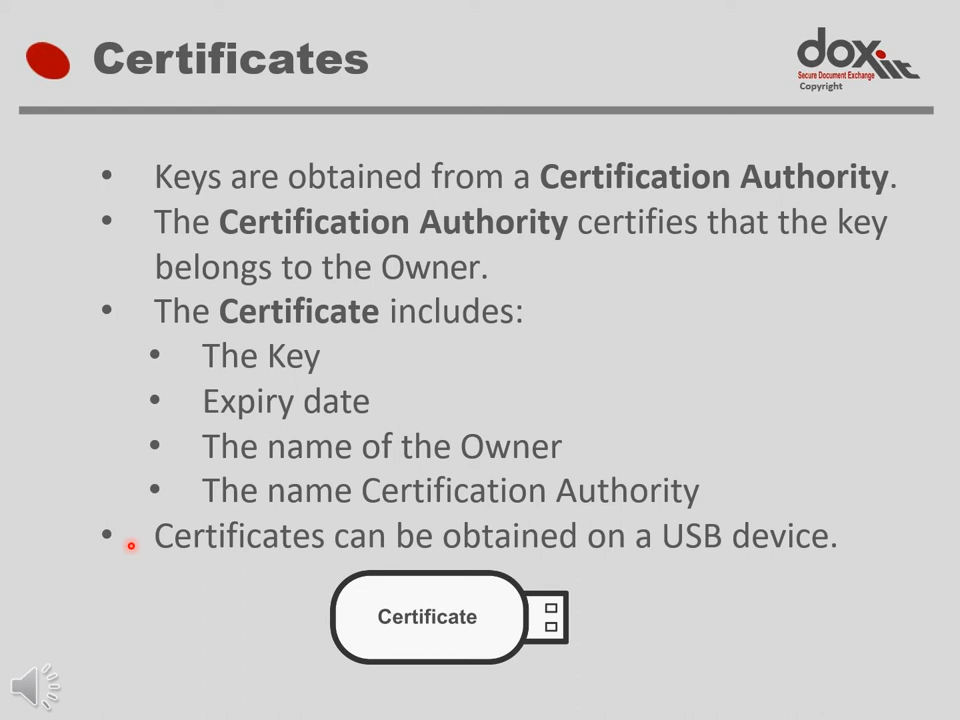 Certificates
doxiit
Secure Document Exchange
Copyright
• Keys are obtained from a Certification Authority.
• The Certification Authority certifies that the key
belongs to the Owner.
• The Certificate includes:
• The Key
• Expiry date
• The name of the Owner
• The name Certification Authority
• Certificates can be obtained on a USB device.
Certificate